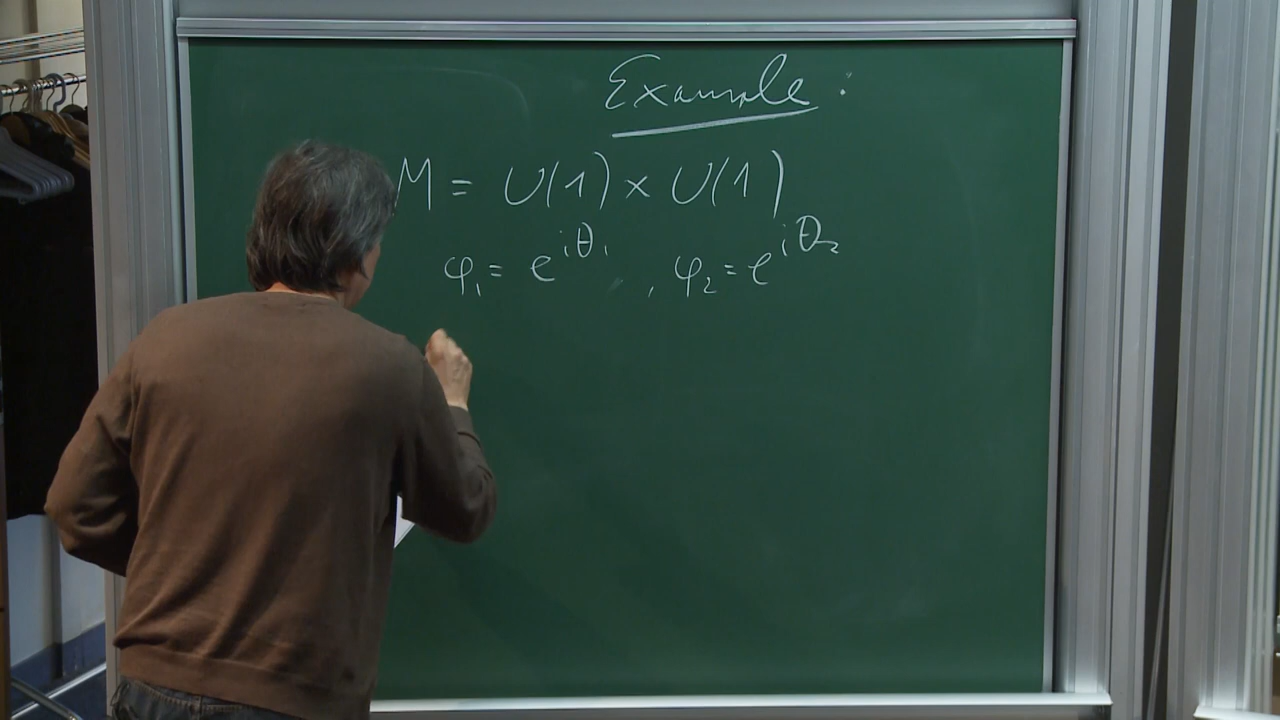 Example :
M = U(1) × U(1)
φ₁ = e^{iθ₁} , φ₂ = e^{iθ₂}